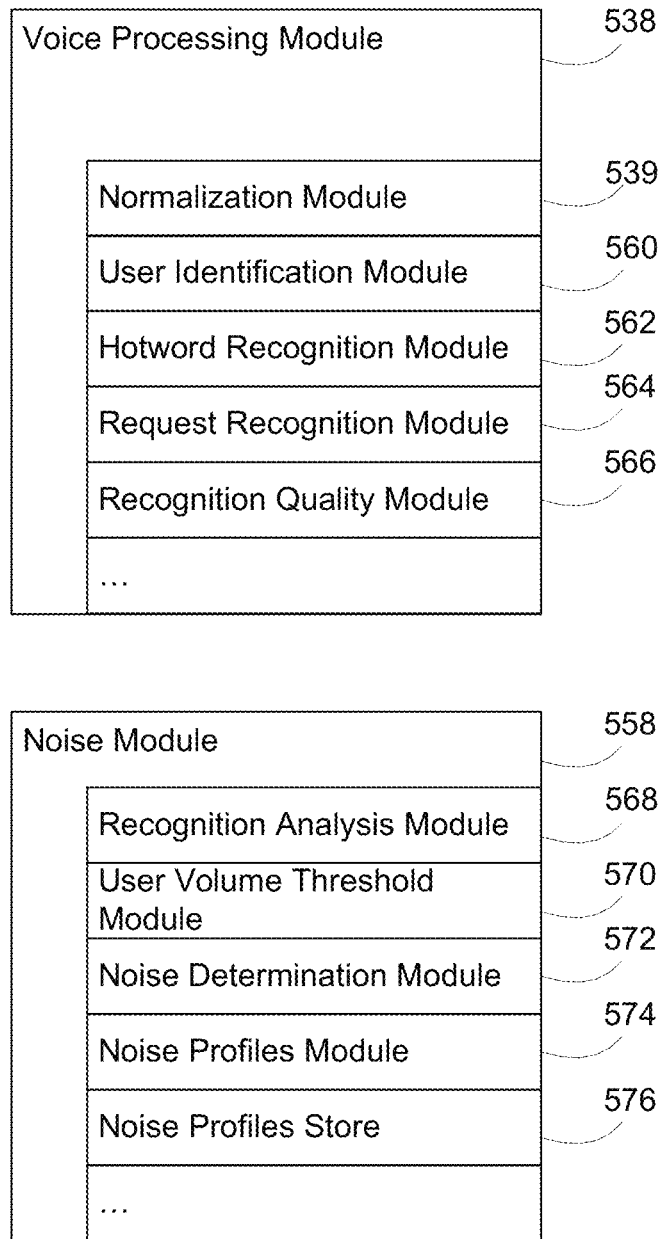 Voice Processing Module
538
Normalization Module
539
User Identification Module
560
Hotword Recognition Module
562
Request Recognition Module
564
Recognition Quality Module
566
...
Noise Module
558
Recognition Analysis Module
568
User Volume Threshold
Module
570
Noise Determination Module
572
Noise Profiles Module
574
Noise Profiles Store
576
...